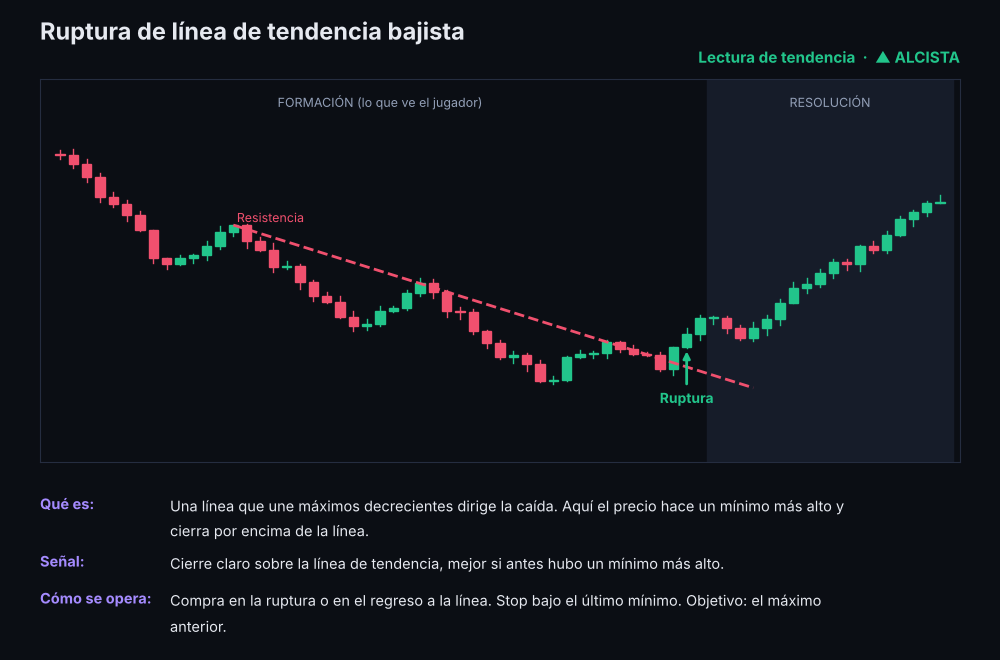 Ruptura de línea de tendencia bajista
Lectura de tendencia · ▲ ALCISTA
FORMACIÓN (lo que ve el jugador)
RESOLUCIÓN
Resistencia
Ruptura
Qué es:
Una línea que une máximos decrecientes dirige la caída. Aquí el precio hace un mínimo más alto y
cierra por encima de la línea.
Señal:
Cierre claro sobre la línea de tendencia, mejor si antes hubo un mínimo más alto.
Cómo se opera:
Compra en la ruptura o en el regreso a la línea. Stop bajo el último mínimo. Objetivo: el máximo
anterior.